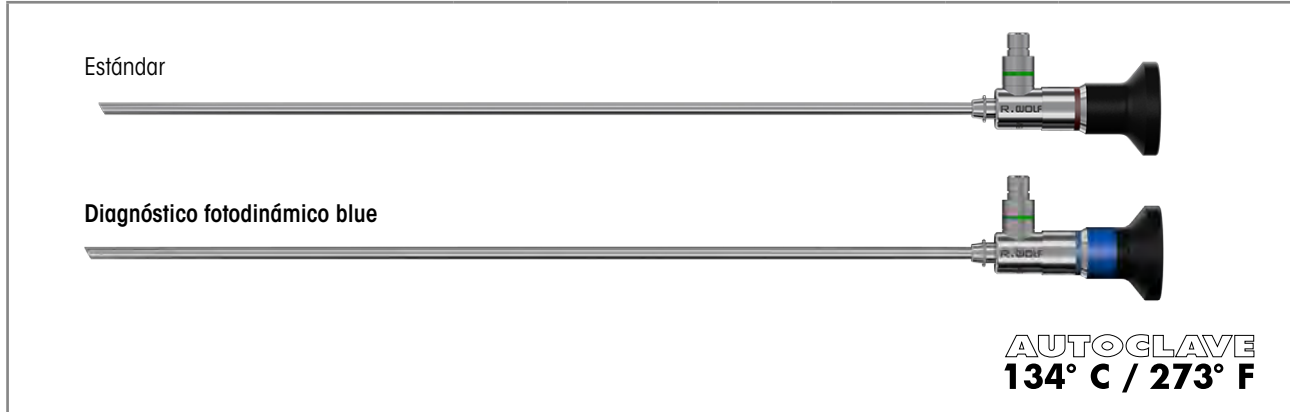 Estándar
R.WOLF
Diagnóstico fotodinámico blue
R.WOLF
AUTOCLAVE
134° C / 273° F